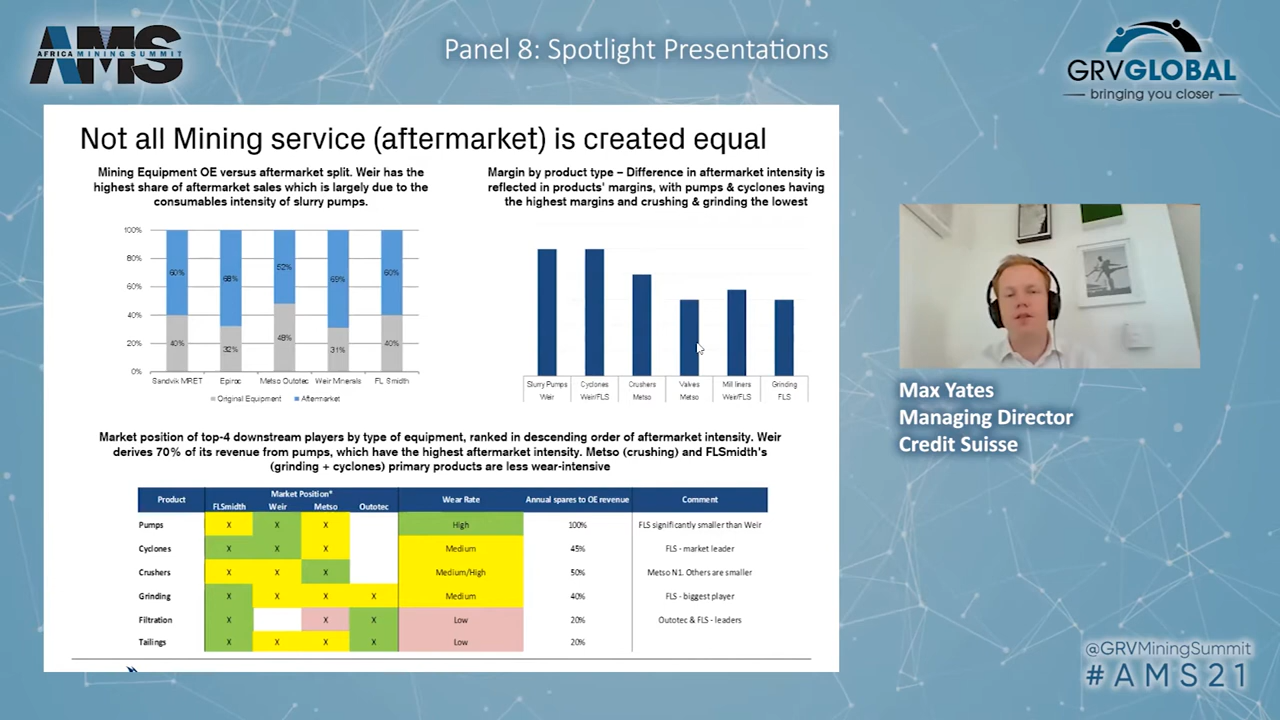 AMS
AFRICA MINING SUMMIT
Panel 8: Spotlight Presentations
GRVGLOBAL
bringing you closer
Not all Mining service (aftermarket) is created equal
Mining Equipment OE versus aftermarket split. Weir has the
highest share of aftermarket sales which is largely due to the
consumables intensity of slurry pumps.
100%
80%
60%
40%
20%
0%
60% 68% 52% 69% 60%
40% 32% 48% 31% 40%
Sandvik MRET Epiroc Metso Outotec Weir Minerals FL Smidth
Original Equipment Aftermarket
Margin by product type – Difference in aftermarket intensity is
reflected in products' margins, with pumps & cyclones having
the highest margins and crushing & grinding the lowest
Slurry Pumps Cyclones Crushers Valves Mill liners Grinding
Weir Weir/FLS Metso Metso Weir/FLS FLS
Market position of top-4 downstream players by type of equipment, ranked in descending order of aftermarket intensity. Weir
derives 70% of its revenue from pumps, which have the highest aftermarket intensity. Metso (crushing) and FLSmidth's
(grinding + cyclones) primary products are less wear-intensive
Product Market Position* Wear Rate Annual spares to OE revenue Comment
FLSmidth Weir Metso Outotec
Pumps X X X High 100% FLS significantly smaller than Weir
Cyclones X X X Medium 45% FLS - market leader
Crushers X X X Medium/High 50% Metso N1. Others are smaller
Grinding X X X X Medium 40% FLS - biggest player
Filtration X X X Low 20% Outotec & FLS - leaders
Tailings X X X X Low 20%
Max Yates
Managing Director
Credit Suisse
@GRVMiningSummit
#AMS21